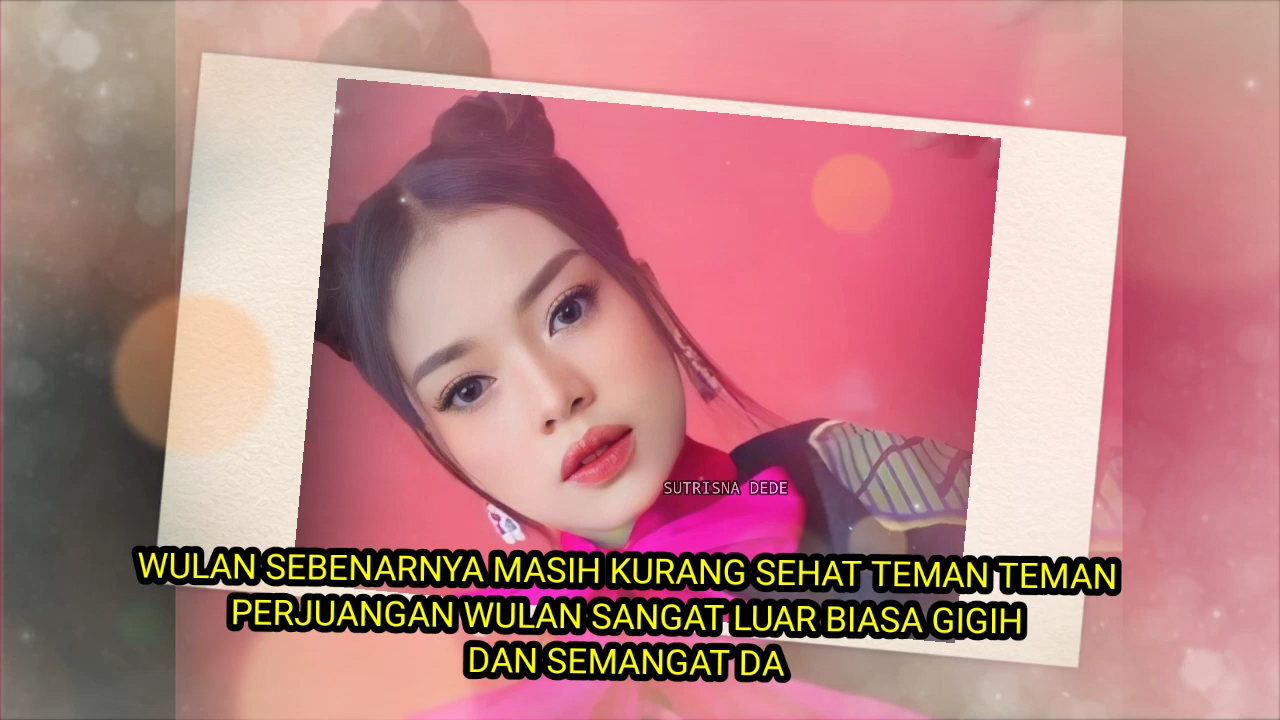 SUTRISNA DEDE
WULAN SEBENARNYA MASIH KURANG SEHAT TEMAN TEMAN
PERJUANGAN WULAN SANGAT LUAR BIASA GIGIH
DAN SEMANGAT DA